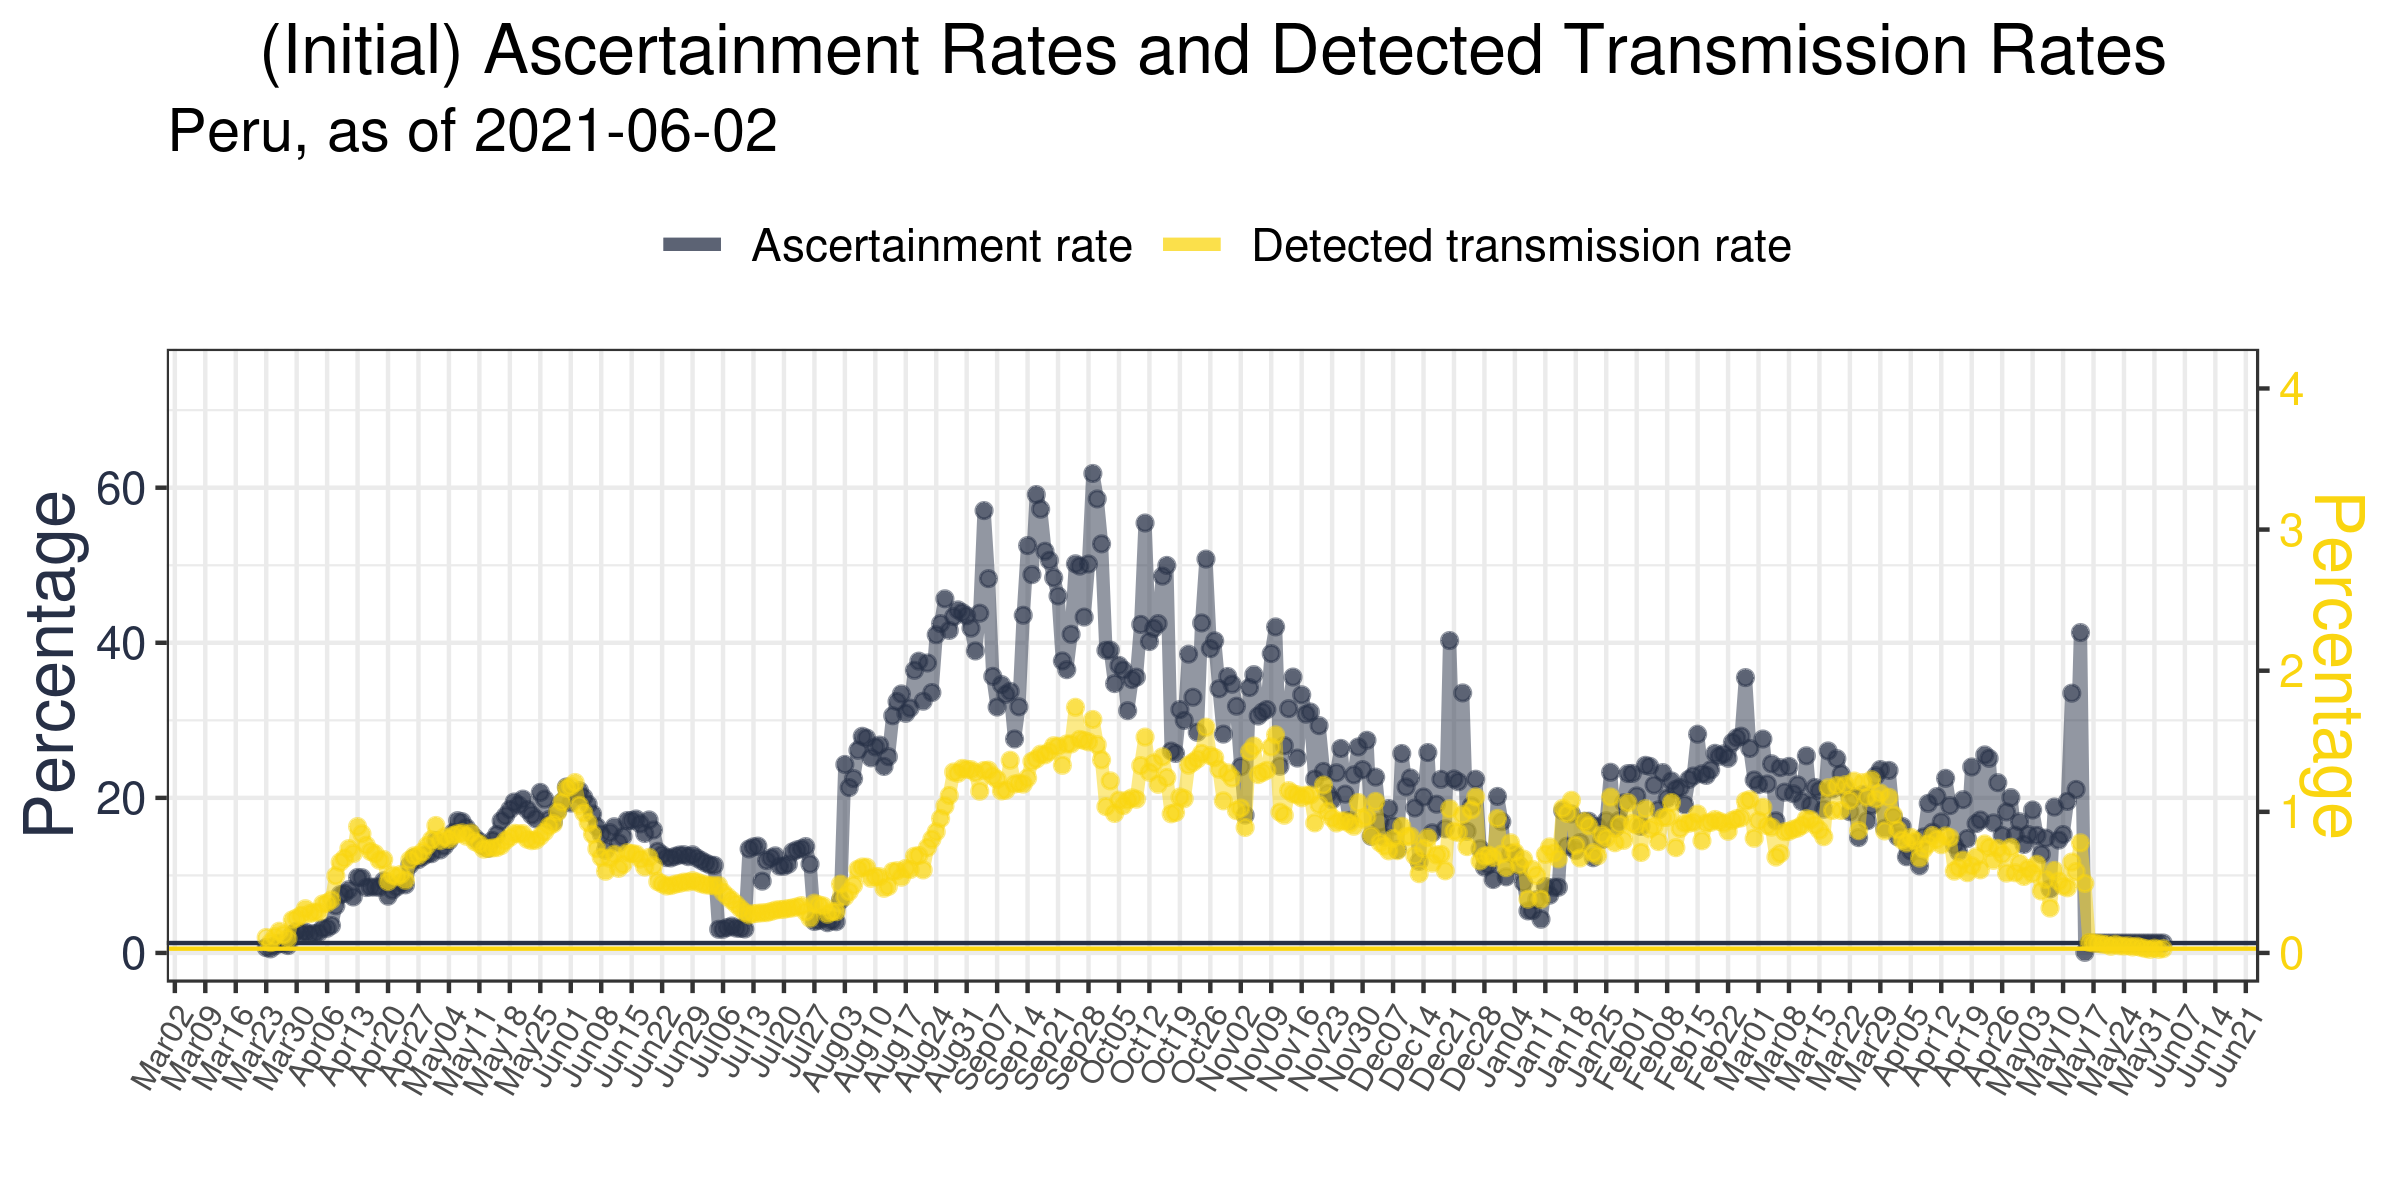 (Initial) Ascertainment Rates and Detected Transmission Rates
Peru, as of 2021-06-02
Ascertainment rate Detected transmission rate
Percentage
60
40
20
0
4
3
2
1
0
Percentage
Mar02 Mar09 Mar16 Mar23 Mar30 Apr06 Apr13 Apr20 Apr27 May04 May11 May18 May25 Jun01 Jun08 Jun15 Jun22 Jun29 Jul06 Jul13 Jul20 Jul27 Aug03 Aug10 Aug17 Aug24 Aug31 Sep07 Sep14 Sep21 Sep28 Oct05 Oct12 Oct19 Oct26 Nov02 Nov09 Nov16 Nov23 Nov30 Dec07 Dec14 Dec21 Dec28 Jan04 Jan11 Jan18 Jan25 Feb01 Feb08 Feb15 Feb22 Mar01 Mar08 Mar15 Mar22 Mar29 Apr05 Apr12 Apr19 Apr26 May03 May10 May17 May24 May31 Jun07 Jun14 Jun21